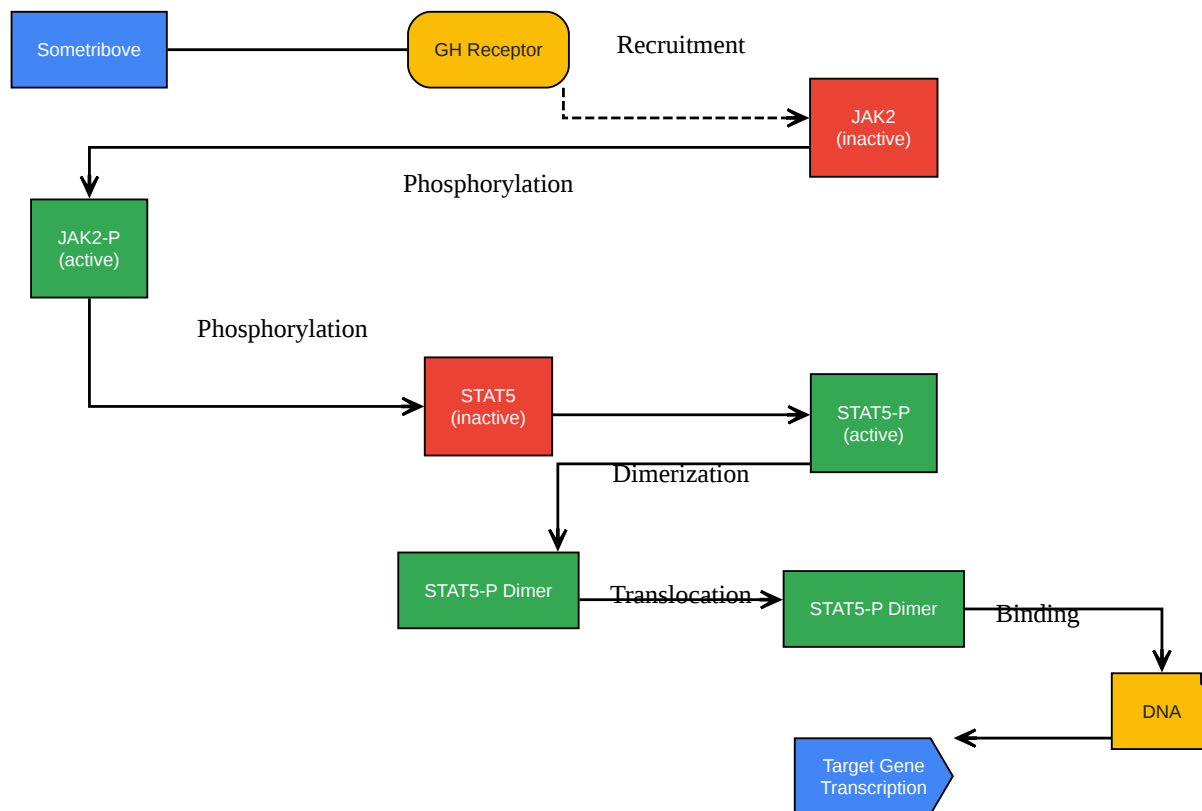 Sometribove
GH Receptor
Recruitment
JAK2
(inactive)
Phosphorylation
JAK2-P
(active)
Phosphorylation
STAT5
(inactive)
STAT5-P
(active)
Dimerization
STAT5-P Dimer
Translocation
STAT5-P Dimer
Binding
DNA
Target Gene
Transcription